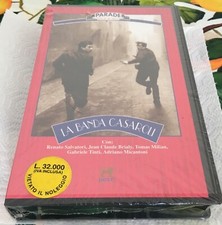 PARADE
LA BANDA CASAROLI
Con:
Renato Salvatori, Jean Claude Brialy, Tomas Milian,
Gabriele Tinti, Adriano Micantoni
L. 32.000
(IVA INCLUSA)
VIETATO IL NOLEGGIO